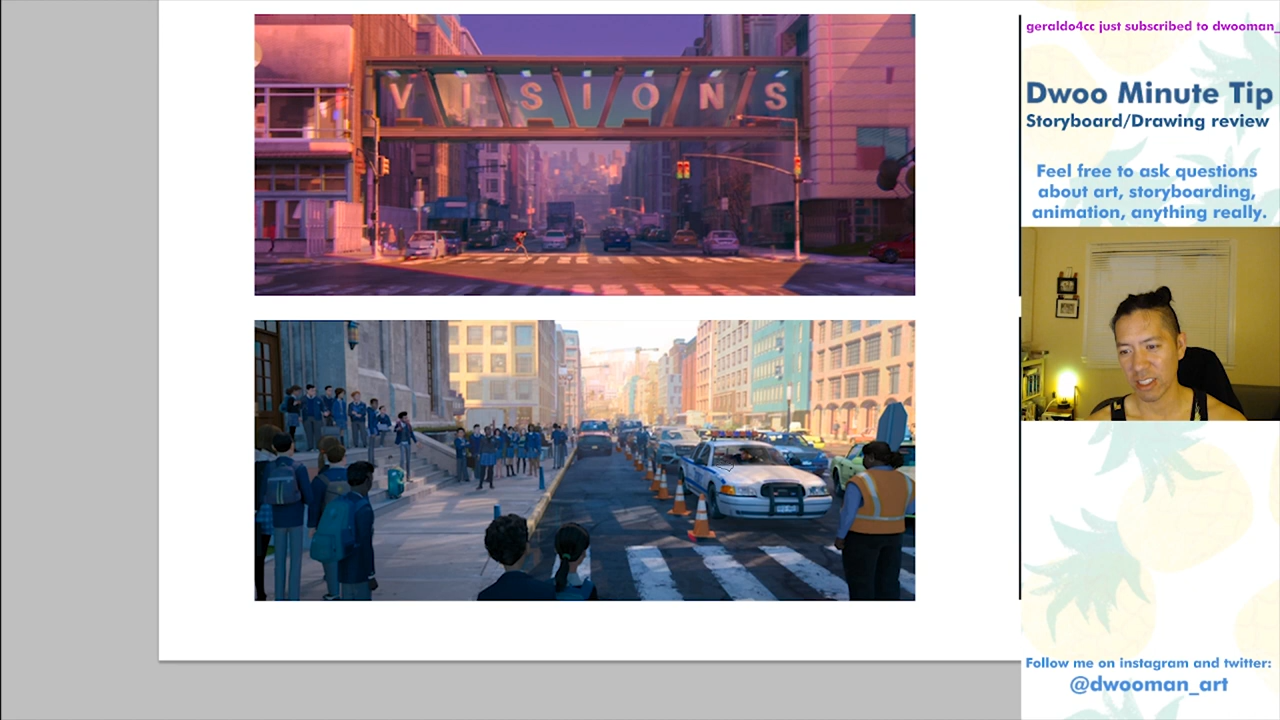 geraldo4cc just subscribed to dwooman_
Dwoo Minute Tip
Storyboard/Drawing review
Feel free to ask questions
about art, storyboarding,
animation, anything really.
VISIONS
Follow me on instagram and twitter:
@dwooman_art